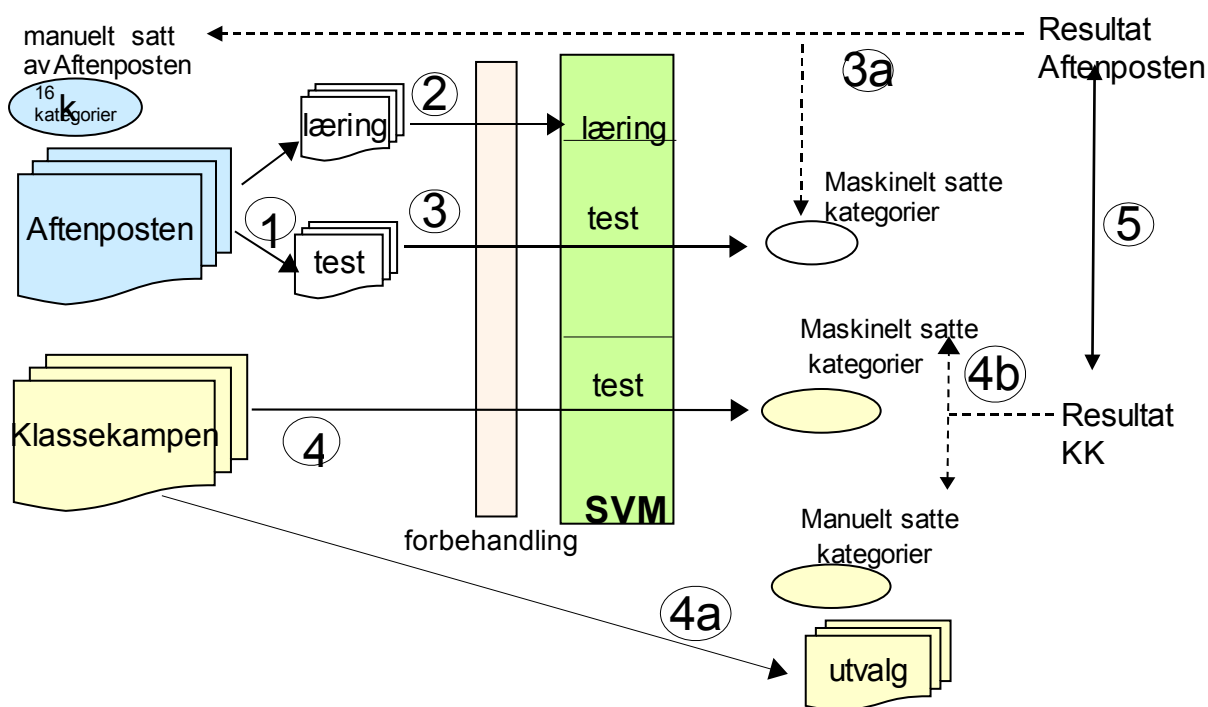 manuelt satt
av Aftenposten
16
k
kategorier
Aftenposten
1
læring
test
2
3
læring
test
test
SVM
forbehandling
3a
Resultat
Aftenposten
Maskinelt satte
kategorier
5
Klassekampen
4
Maskinelt satte
kategorier
4b
Resultat
KK
Manuelt satte
kategorier
4a
utvalg